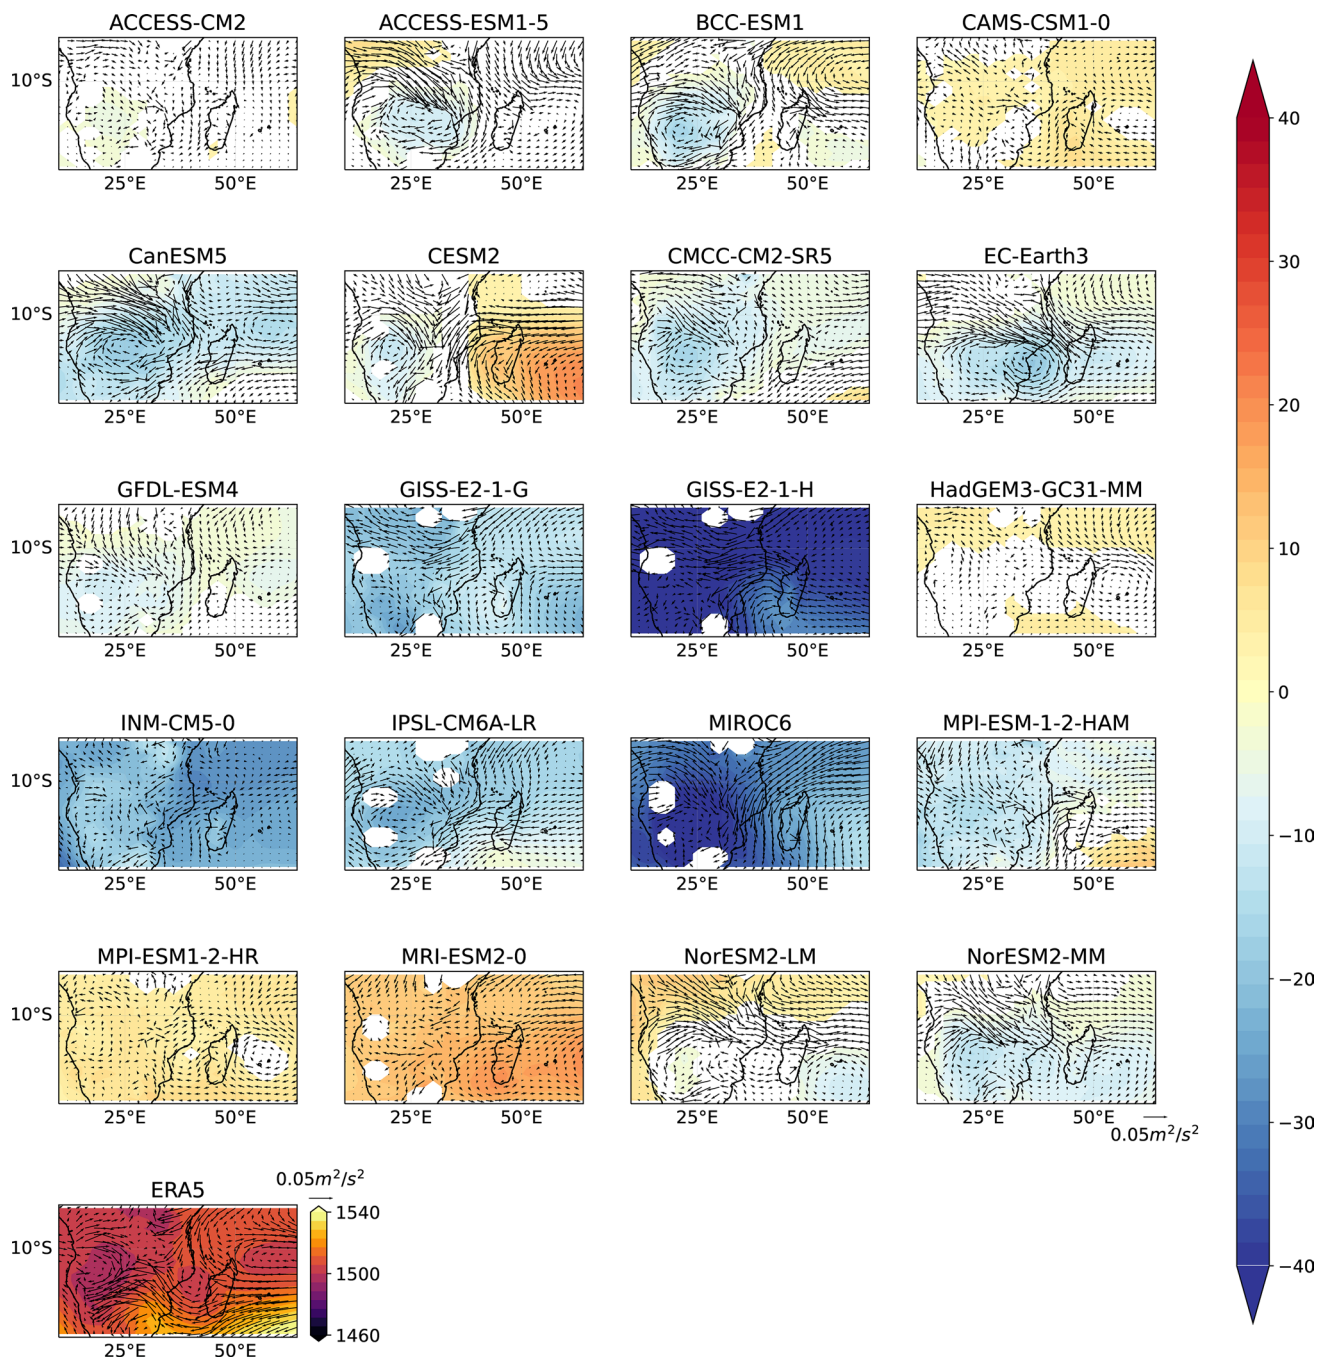 ACCESS-CM2 ACCESS-ESM1-5 BCC-ESM1 CAMS-CSM1-0
10°S
25°E 50°E 25°E 50°E 25°E 50°E 25°E 50°E
CanESM5 CESM2 CMCC-CM2-SR5 EC-Earth3
10°S
25°E 50°E 25°E 50°E 25°E 50°E 25°E 50°E
GFDL-ESM4 GISS-E2-1-G GISS-E2-1-H HadGEM3-GC31-MM
10°S
25°E 50°E 25°E 50°E 25°E 50°E 25°E 50°E
INM-CM5-0 IPSL-CM6A-LR MIROC6 MPI-ESM-1-2-HAM
10°S
25°E 50°E 25°E 50°E 25°E 50°E 25°E 50°E
MPI-ESM1-2-HR MRI-ESM2-0 NorESM2-LM NorESM2-MM
10°S
25°E 50°E 25°E 50°E 25°E 50°E 25°E 50°E
0.05m²/s²
ERA5
0.05m²/s²
10°S
25°E 50°E
1540
1500
1460
40
30
20
10
0
−10
−20
−30
−40